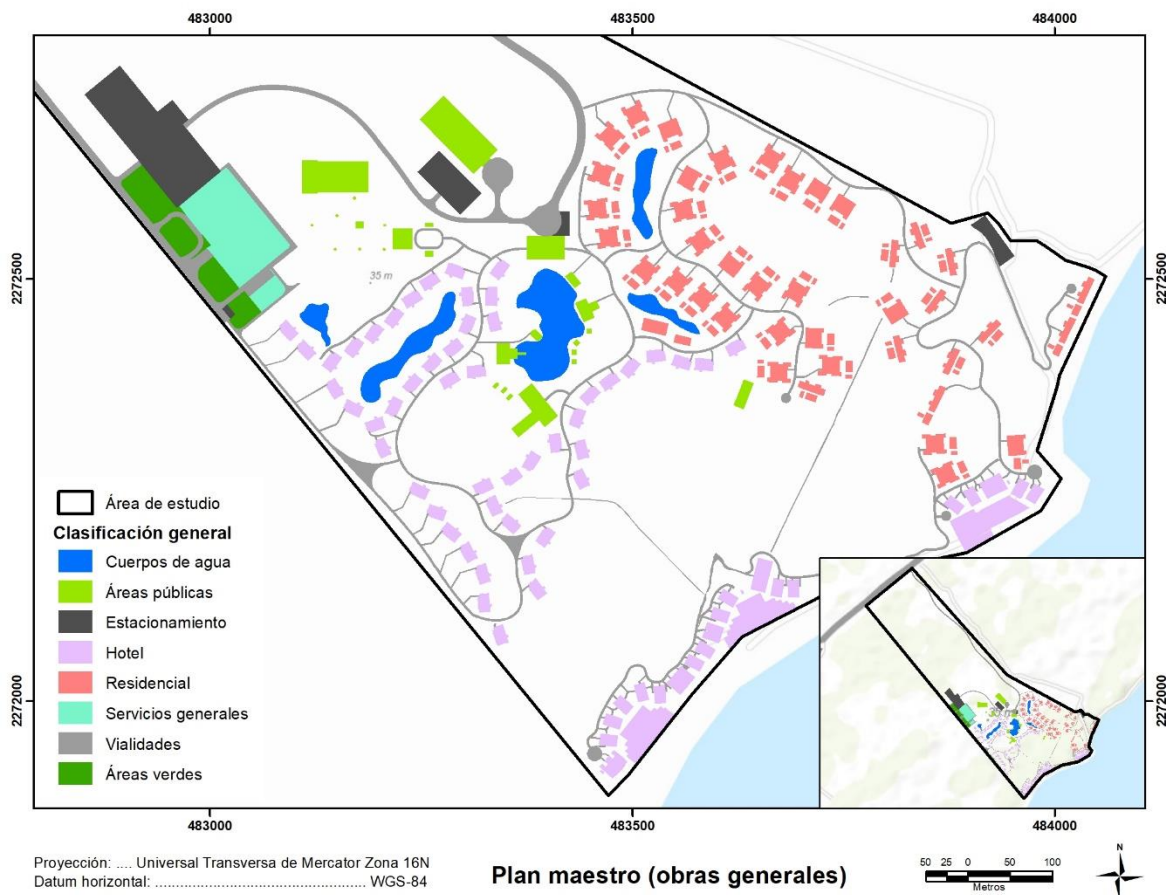 483000
483500
484000
2272500
2272500
35 m
Área de estudio
Clasificación general
Cuerpos de agua
Áreas públicas
Estacionamiento
Hotel
Residencial
Servicios generales
Vialidades
Áreas verdes
2272000
2272000
483000
483500
484000
Proyección: .... Universal Transversa de Mercator Zona 16N
Datum horizontal: ................................................ WGS-84
Plan maestro (obras generales)
50 25 0 50 100
Metros
N